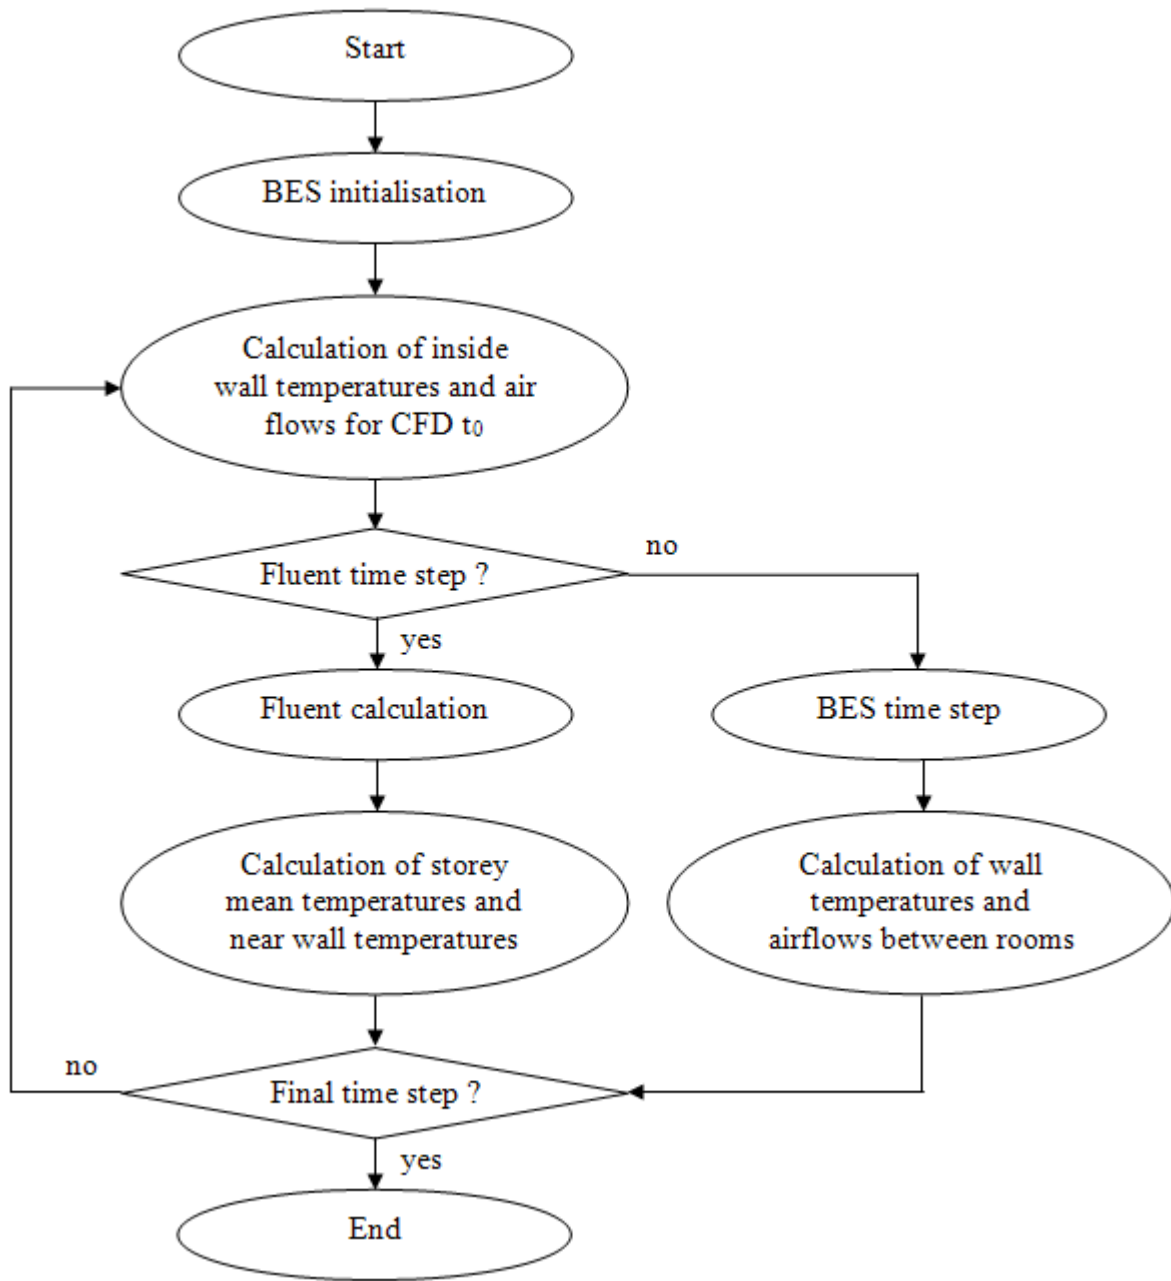 Start
BES initialisation
Calculation of inside
wall temperatures and air
flows for CFD t₀
Fluent time step ?
no
yes
Fluent calculation
BES time step
Calculation of storey
mean temperatures and
near wall temperatures
Calculation of wall
temperatures and
airflows between rooms
no
Final time step ?
yes
End